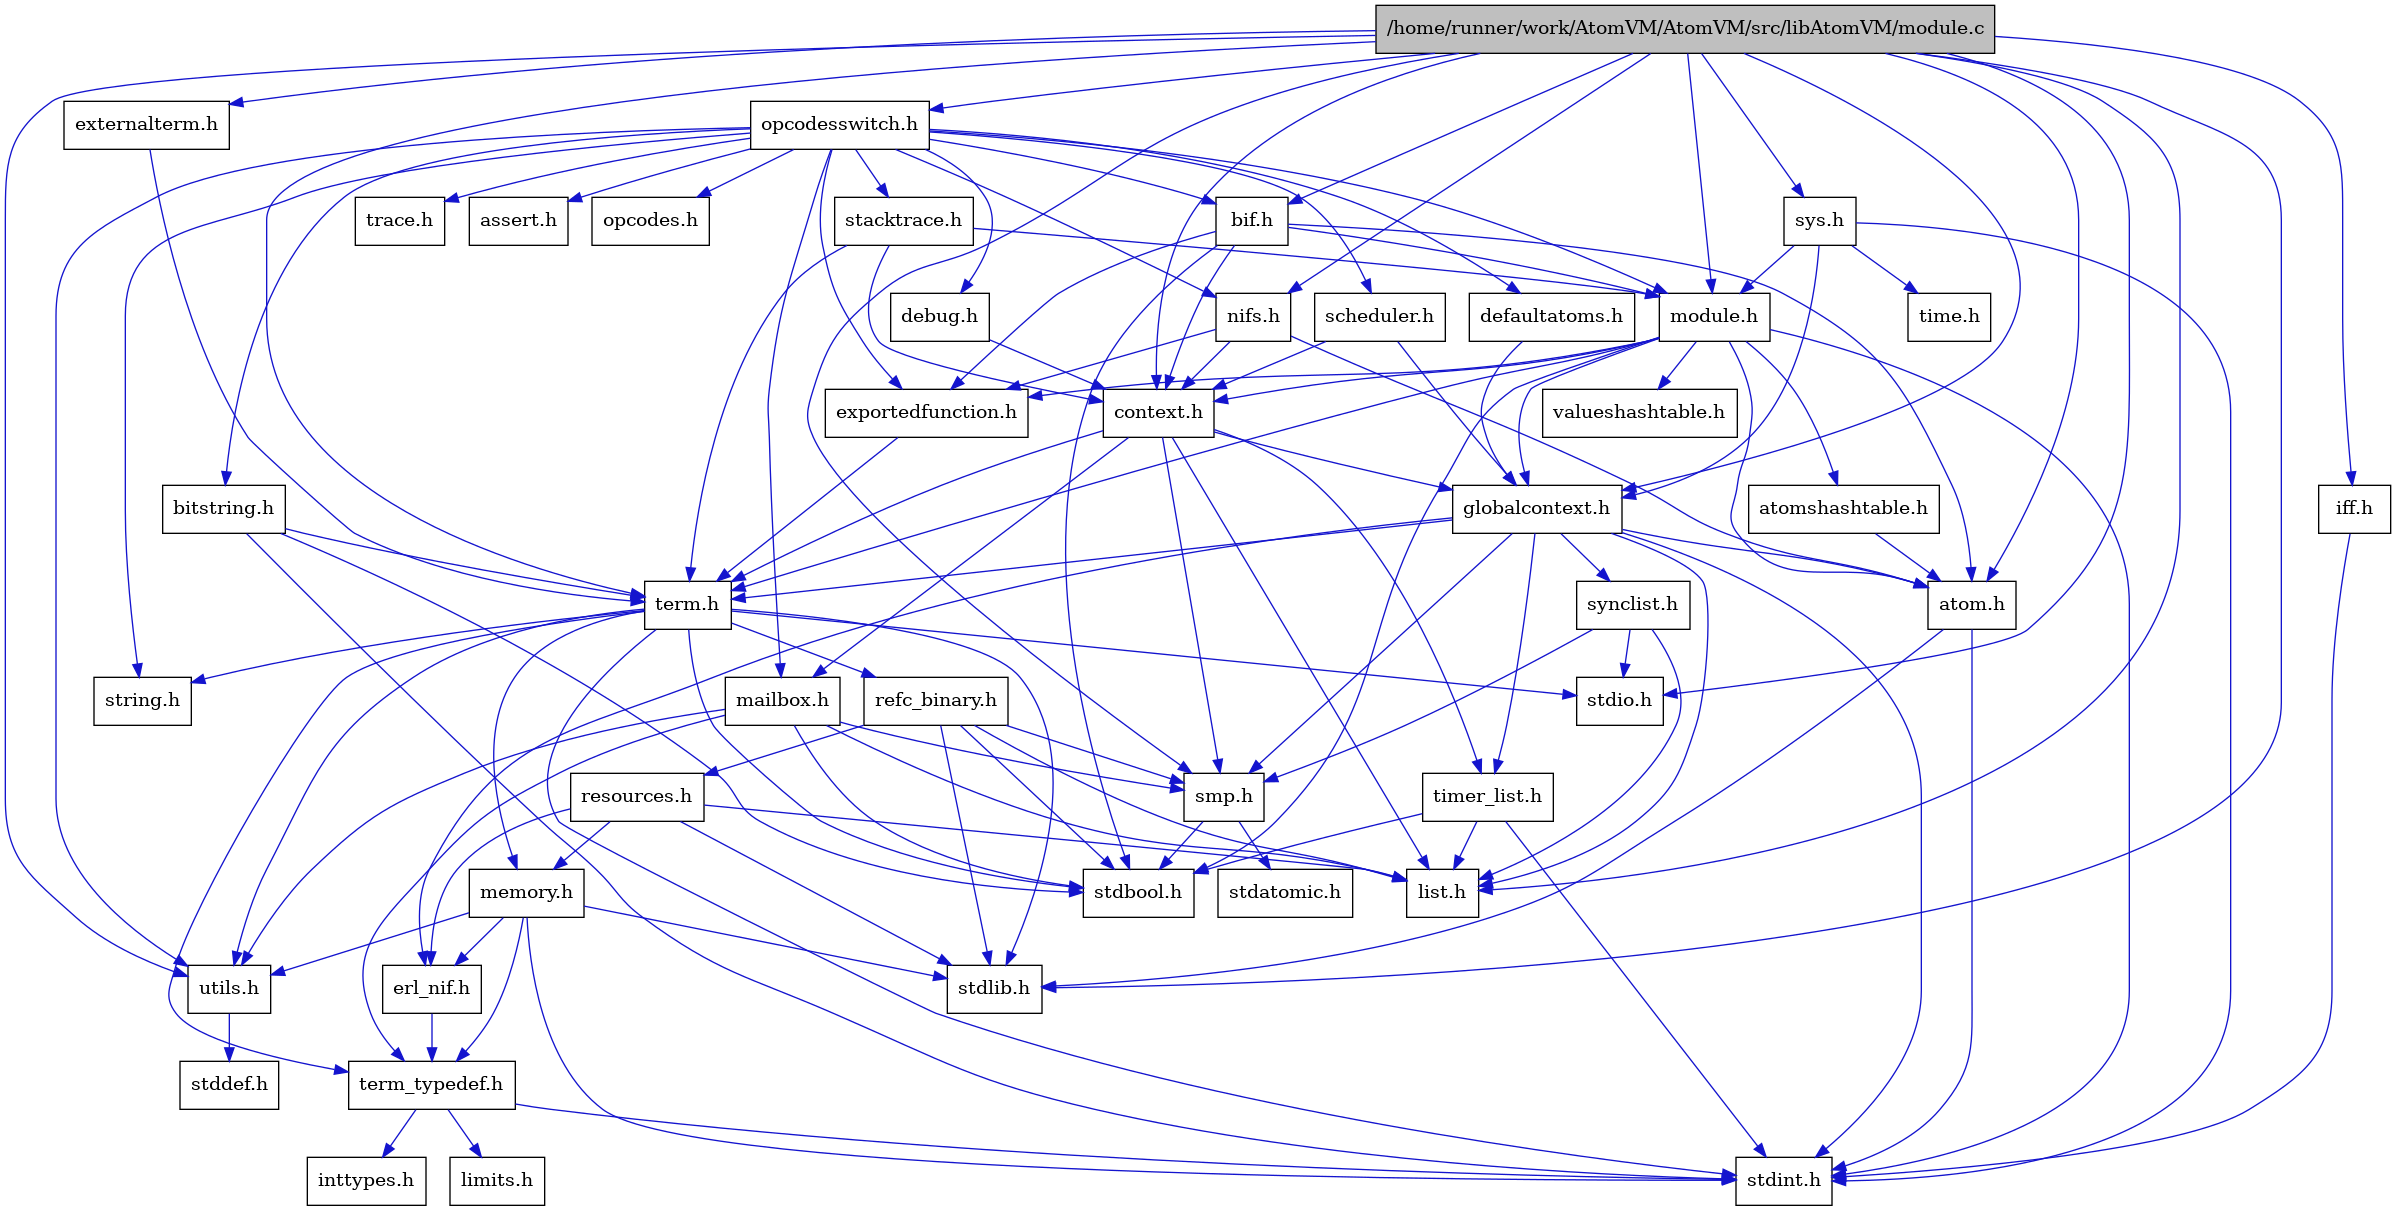 /home/runner/work/AtomVM/AtomVM/src/libAtomVM/module.c
externalterm.h
opcodesswitch.h
trace.h
assert.h
opcodes.h
stacktrace.h
bif.h
sys.h
debug.h
nifs.h
scheduler.h
defaultatoms.h
module.h
time.h
exportedfunction.h
context.h
valueshashtable.h
bitstring.h
globalcontext.h
atomshashtable.h
iff.h
term.h
synclist.h
atom.h
string.h
mailbox.h
refc_binary.h
stdio.h
resources.h
smp.h
timer_list.h
memory.h
stdbool.h
stdatomic.h
list.h
utils.h
erl_nif.h
stdlib.h
stddef.h
term_typedef.h
inttypes.h
limits.h
stdint.h